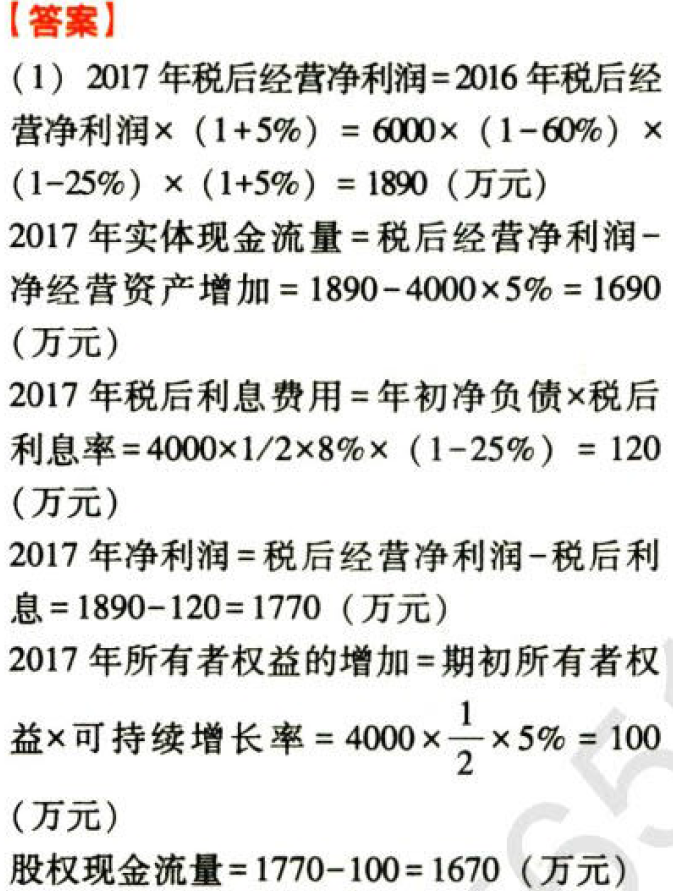 【答案】
（1）2017 年税后经营净利润=2016 年税后经
营净利润×（1+5%）= 6000×（1-60%）×
（1-25%）×（1+5%）= 1890（万元）
2017 年实体现金流量=税后经营净利润-
净经营资产增加= 1890-4000×5% = 1690
（万元）
2017 年税后利息费用=年初净负债×税后
利息率=4000×1/2×8%×（1-25%）= 120
（万元）
2017 年净利润=税后经营净利润-税后利
息=1890-120=1770（万元）
2017 年所有者权益的增加=期初所有者权
益×可持续增长率= 4000×1/2×5% = 100
（万元）
股权现金流量=1770-100=1670（万元）